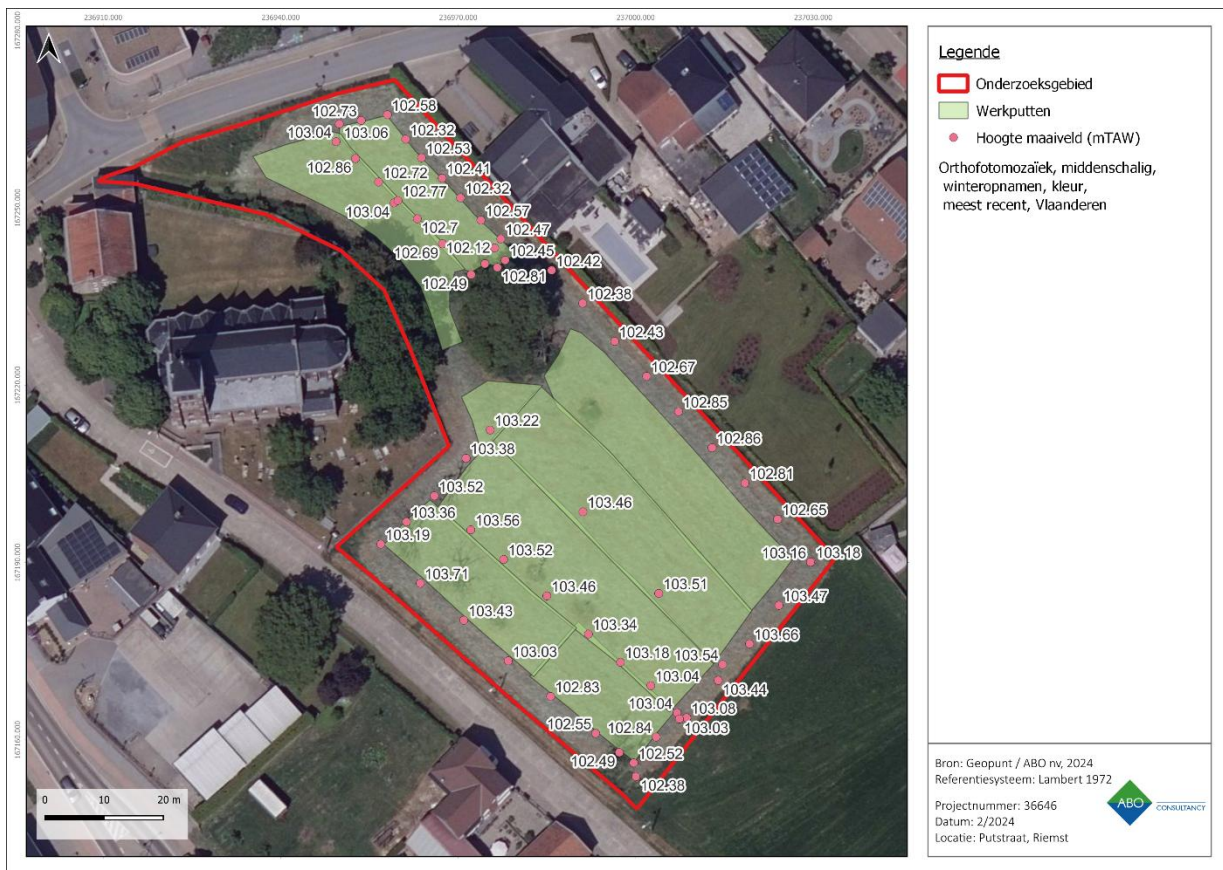 236910.000 236940.000 236970.000 237000.000 237030.000
167280.000
167250.000
167220.000
167190.000
167160.000
102.58
102.73
103.04 103.06 102.32
102.53
102.86 102.72 102.41
102.77 102.32
103.04 102.57
102.7 102.47
102.69 102.12 102.45
102.49 102.81 102.42
102.38
102.43
102.67
102.85
103.22
103.38 102.86
102.81
103.52 103.46
103.36 103.56 102.65
103.19 103.52 103.16 103.18
103.71 103.46 103.51
103.43 103.47
103.34
103.03 103.18 103.54 103.66
103.04 103.44
102.83 103.04 103.08
102.55 102.84 103.03
102.49 102.52
102.38
0 10 20 m
Legende
Onderzoeksgebied
Werkputten
Hoogte maaiveld (mTAW)
Orthofotomozaïek, middenschalig,
winteropnamen, kleur,
meest recent, Vlaanderen
Bron: Geopunt / ABO nv, 2024
Referentiesysteem: Lambert 1972
Projectnummer: 36646
Datum: 2/2024
Locatie: Putstraat, Riemst
ABO CONSULTANCY